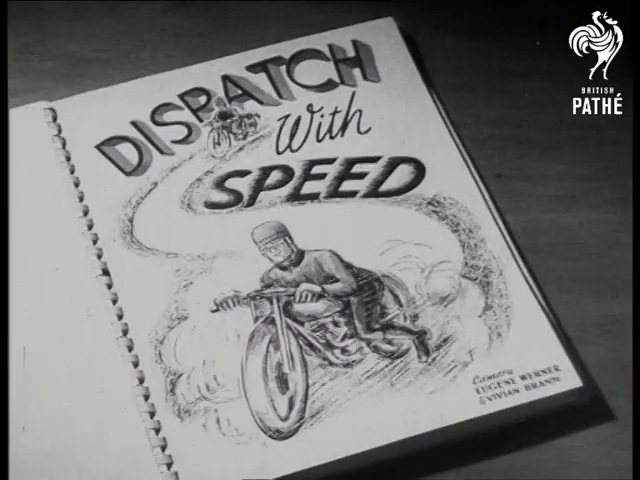 DISPATCH
With
SPEED
Camera
EUGENE WERNER
& VIVIAN-BRANN
BRITISH
PATHÉ